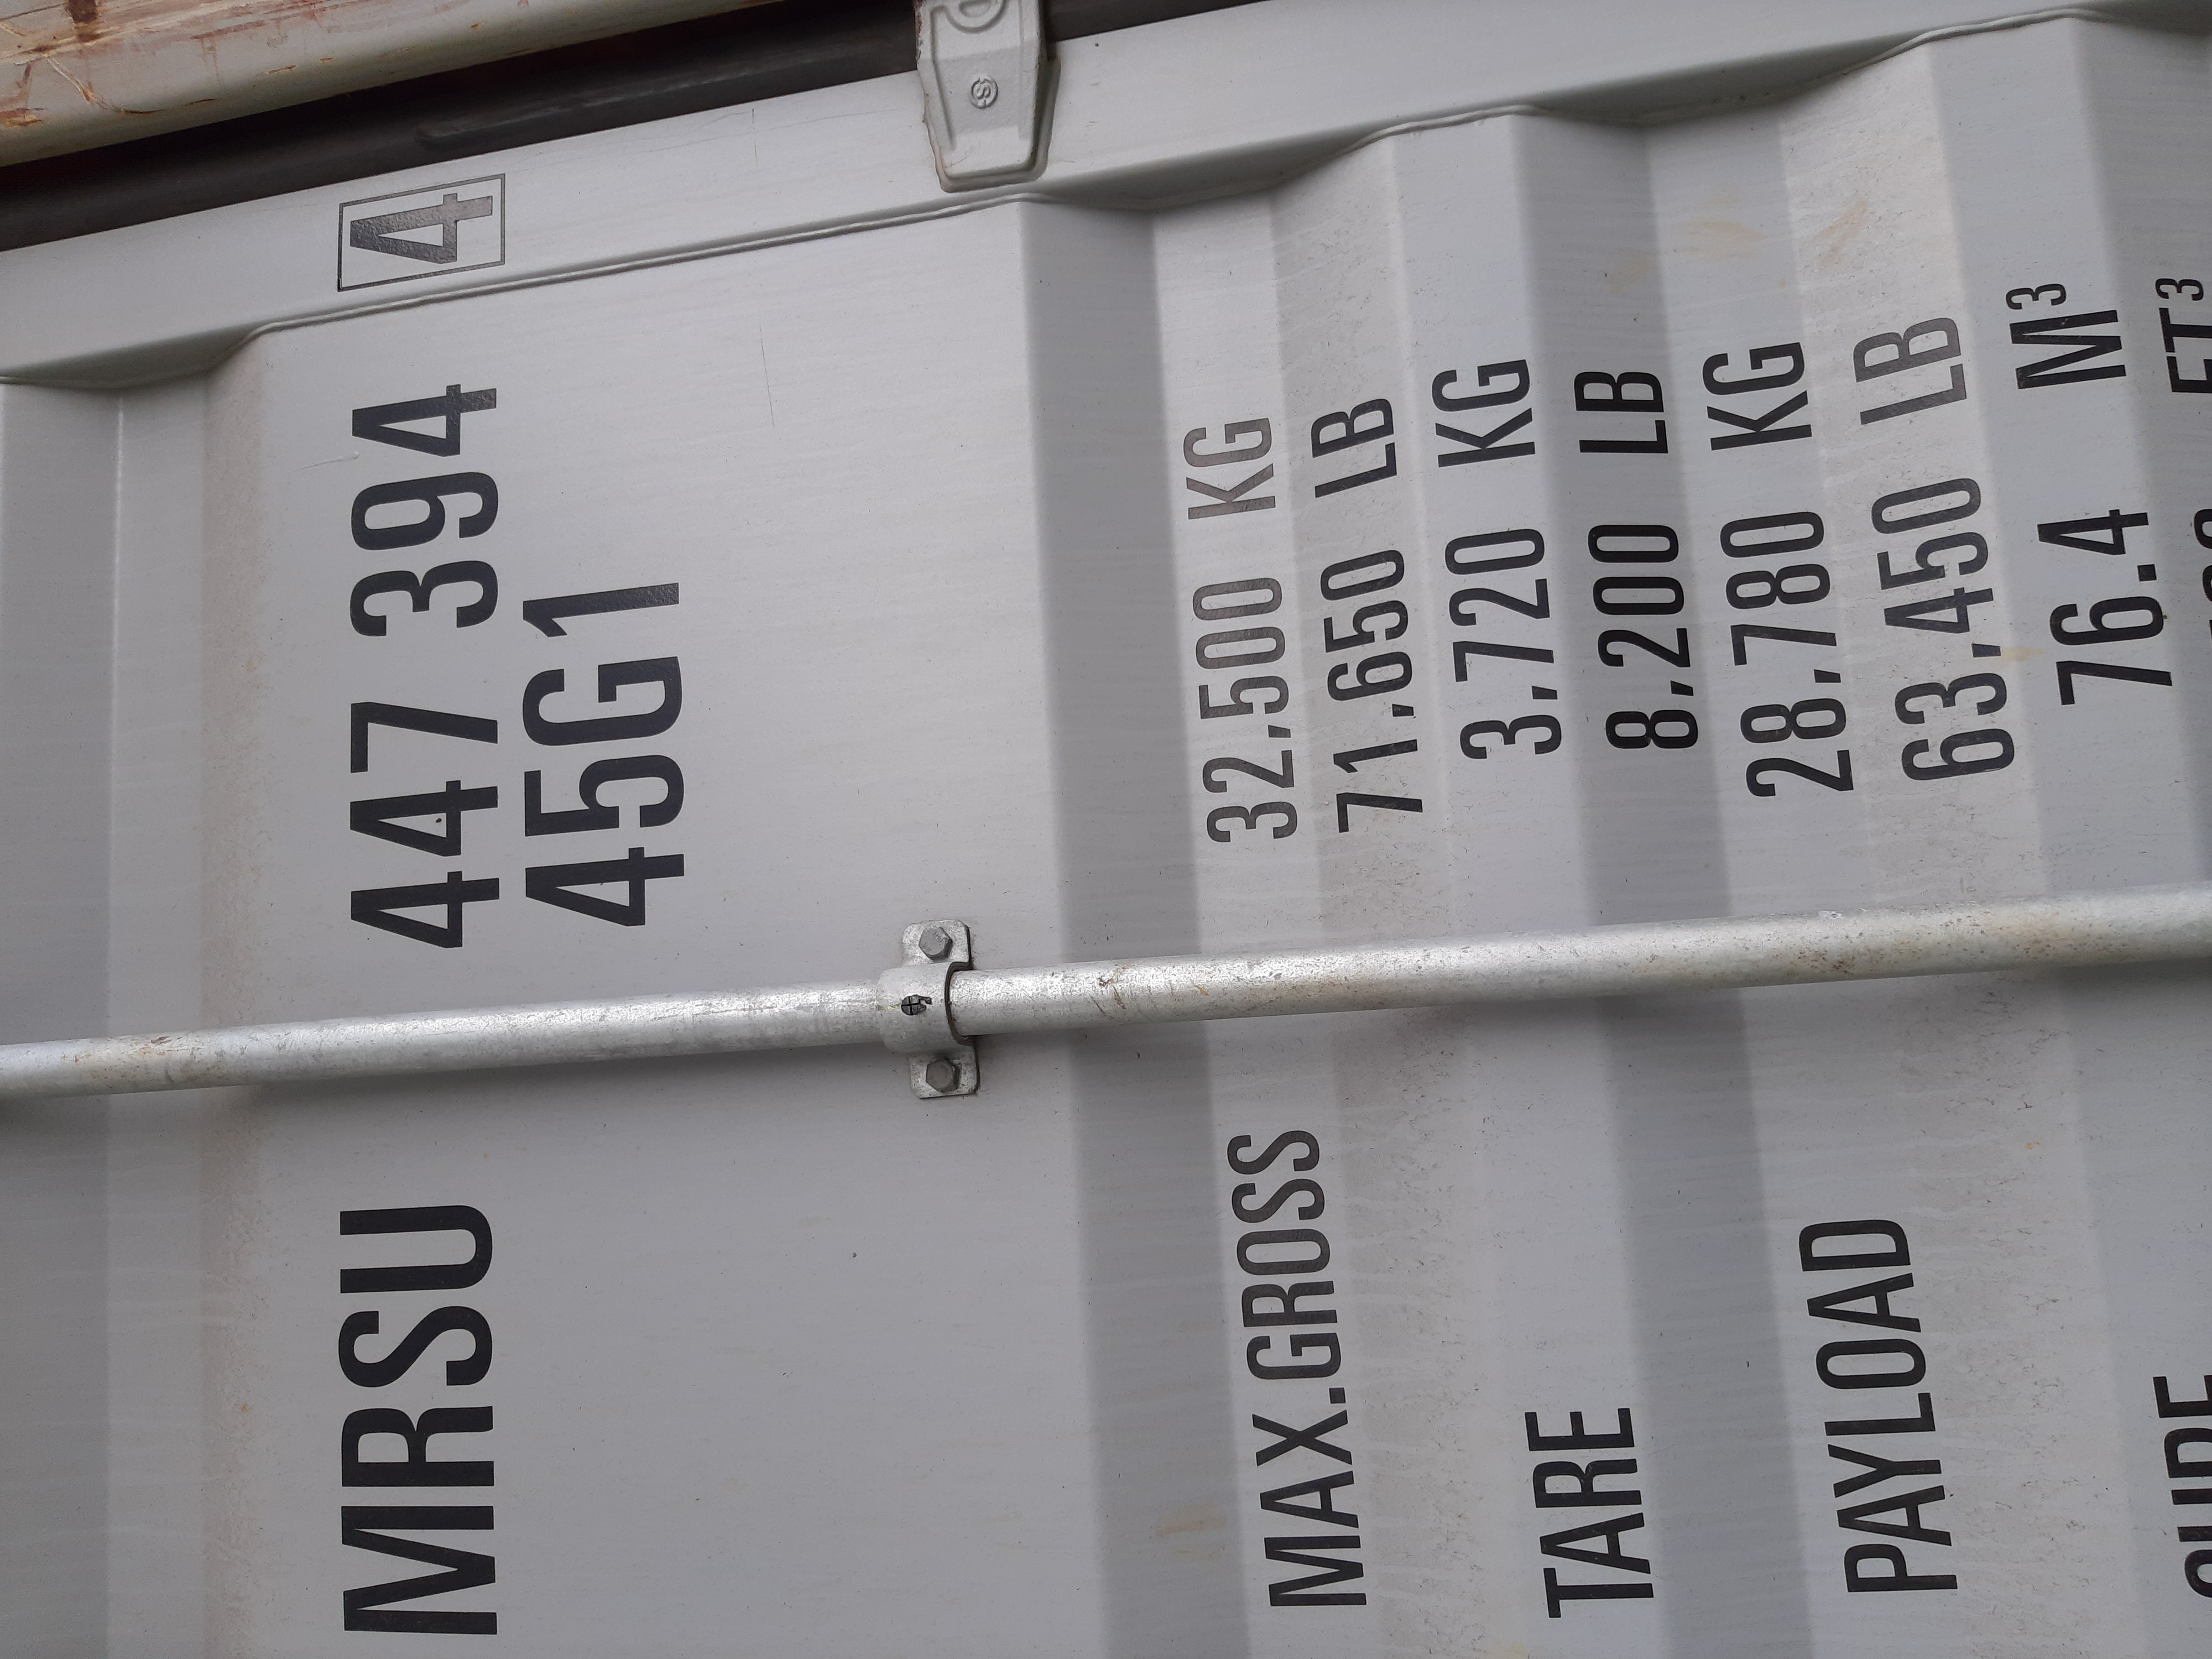 MRSU 447 394 4
45G1
MAX.GROSS 32,500 KG
71,650 LB
TARE 3,720 KG
8,200 LB
PAYLOAD 28,780 KG
63,450 LB
76.4 M³
FT³